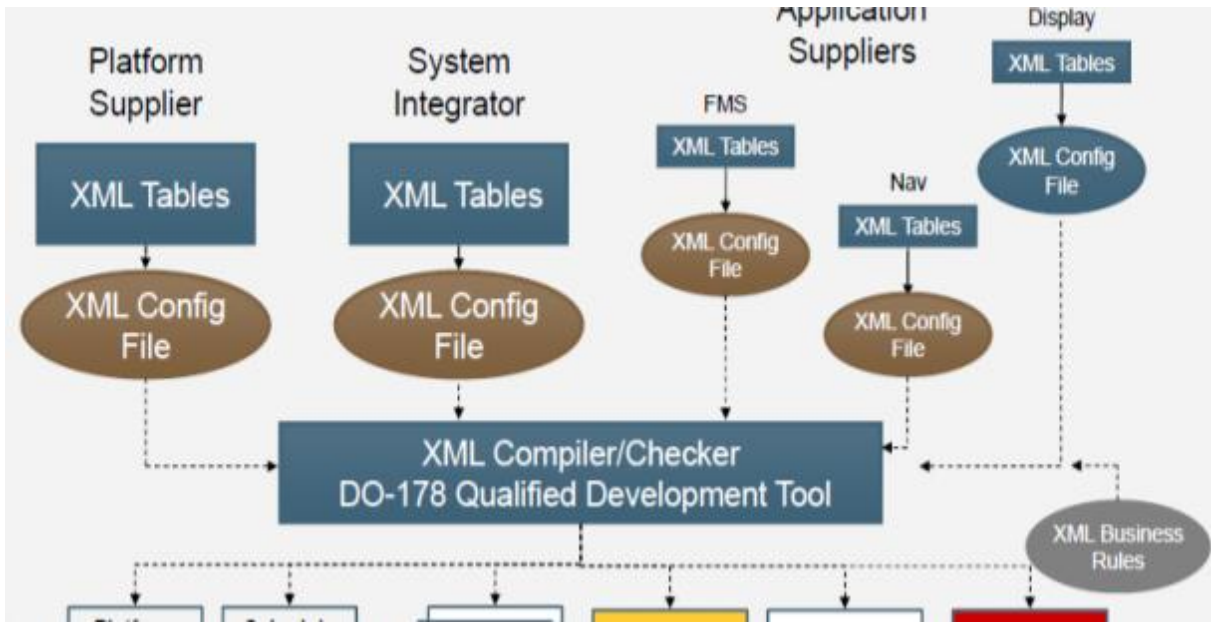 Platform
Supplier
XML Tables
XML Config
File
System
Integrator
XML Tables
XML Config
File
Application
Suppliers
FMS
XML Tables
XML Config
File
Nav
XML Tables
XML Config
File
Display
XML Tables
XML Config
File
XML Compiler/Checker
DO-178 Qualified Development Tool
XML Business
Rules